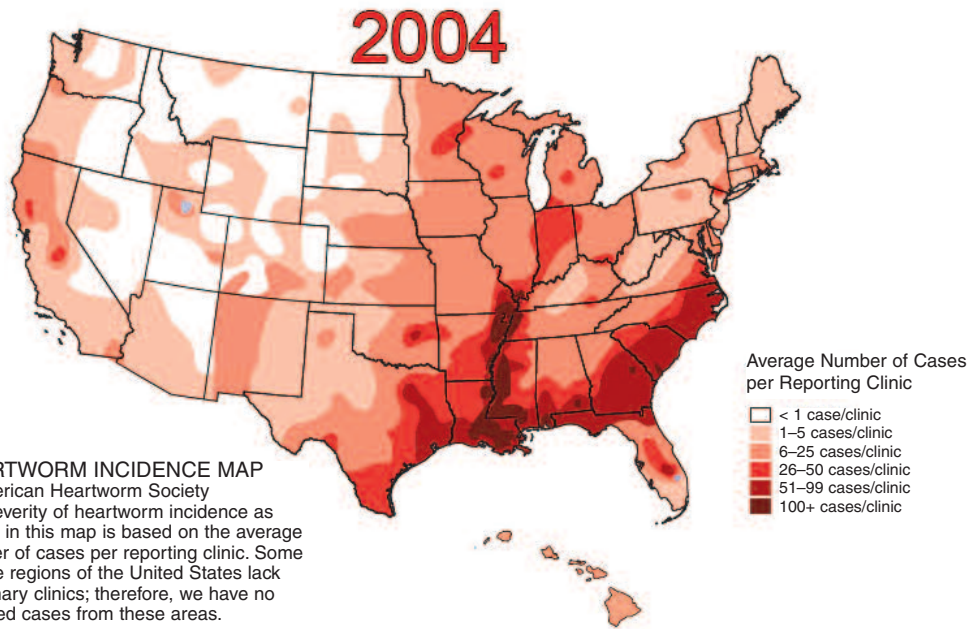 2004
Average Number of Cases
per Reporting Clinic
< 1 case/clinic
1–5 cases/clinic
6–25 cases/clinic
26–50 cases/clinic
51–99 cases/clinic
100+ cases/clinic
RTWORM INCIDENCE MAP
erican Heartworm Society
everity of heartworm incidence as
in this map is based on the average
er of cases per reporting clinic. Some
e regions of the United States lack
nary clinics; therefore, we have no
ed cases from these areas.